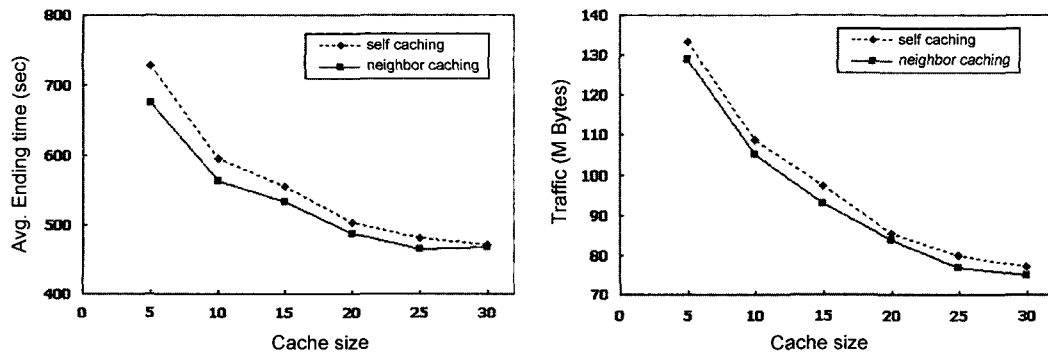 800
700
600
500
400
Avg. Ending time (sec)
self caching
neighbor caching
0 5 10 15 20 25 30
Cache size
140
130
120
110
100
90
80
70
Traffic (M Bytes)
self caching
neighbor caching
0 5 10 15 20 25 30
Cache size